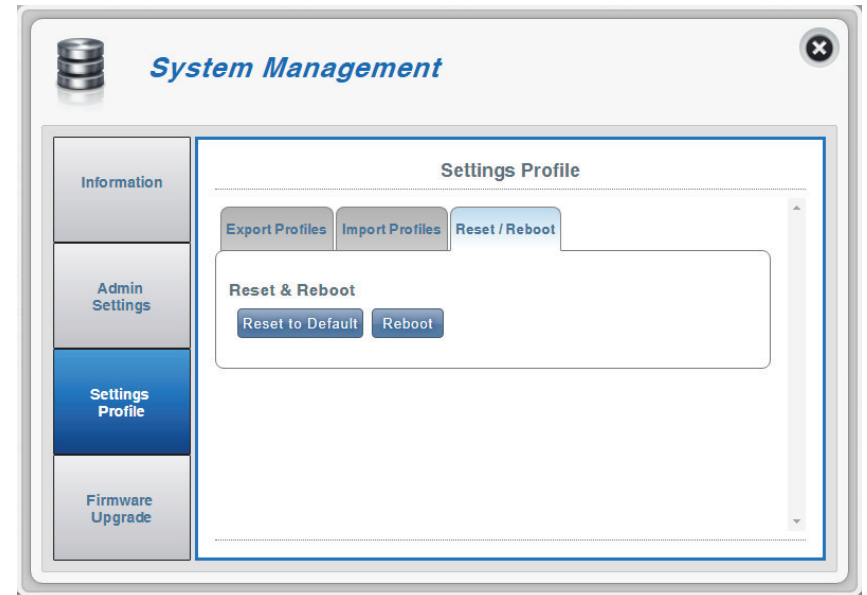 System Management
Information
Admin
Settings
Settings
Profile
Firmware
Upgrade
Settings Profile
Export Profiles
Import Profiles
Reset / Reboot
Reset & Reboot
Reset to Default
Reboot